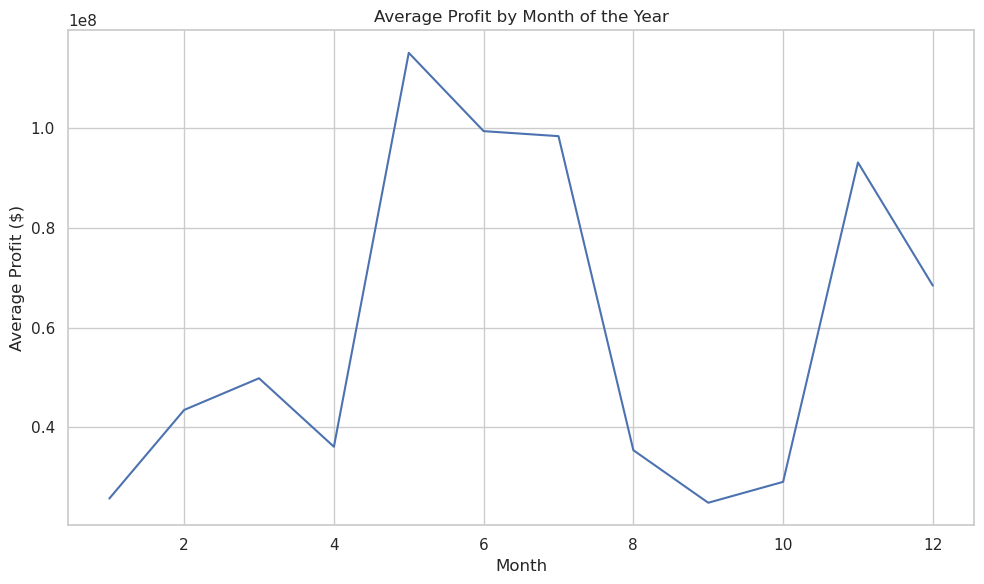 Average Profit by Month of the Year
1e8
1.0
0.8
0.6
0.4
Average Profit ($)
2 4 6 8 10 12
Month